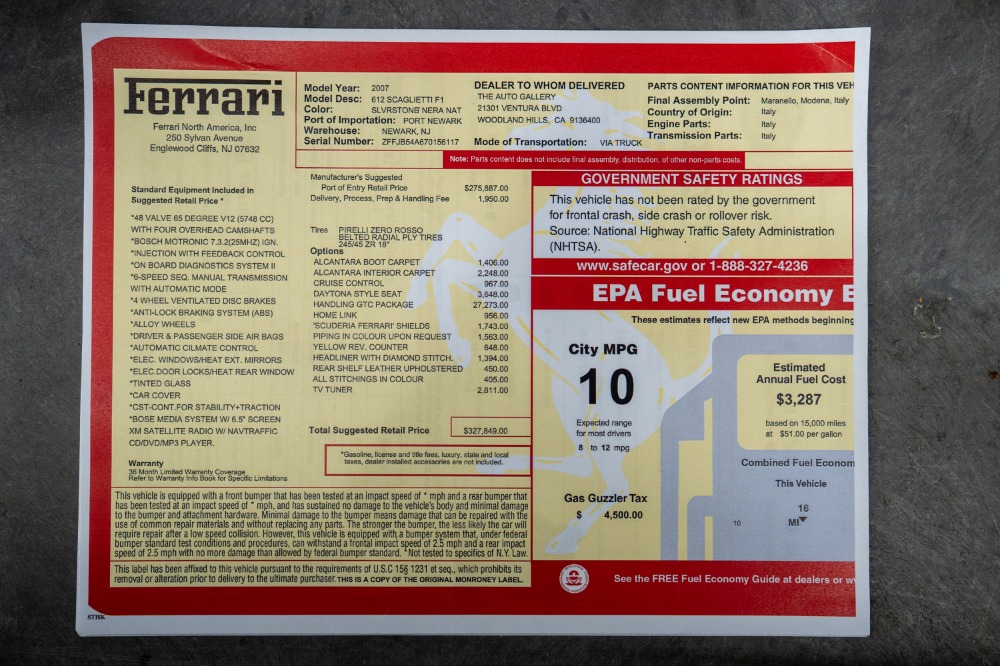 Ferrari
Ferrari North America, Inc
250 Sylvan Avenue
Englewood Cliffs, NJ 07632
Model Year: 2007
Model Desc: 612 SCAGLIETTI F1
Color: SLVRSTONE NERA NAT
Port of Importation: PORT NEWARK
Warehouse: NEWARK, NJ
Serial Number: ZFFJB54A670156117
DEALER TO WHOM DELIVERED
THE AUTO GALLERY
21301 VENTURA BLVD
WOODLAND HILLS, CA 9136400
Mode of Transportation: VIA TRUCK
PARTS CONTENT IMFORMATION FOR THIS VEH
Final Assembly Point: Maranello, Modena, Italy
Country of Origin: Italy
Engine Parts: Italy
Transmission Parts: Italy
Note: Parts content does not include final assembly, distribution, of other non-parts costs.
Standard Equipment Included in
Suggested Retail Price *
*48 VALVE 65 DEGREE V12 (5748 CC)
WITH FOUR OVERHEAD CAMSHAFTS
*BOSCH MOTRONIC 7.3.2(25MHZ) IGN.
*INJECTION WITH FEEDBACK CONTROL
*ON BOARD DIAGNOSTICS SYSTEM II
*6-SPEED SEQ. MANUAL TRANSMISSION
WITH AUTOMATIC MODE
*4 WHEEL VENTILATED DISC BRAKES
*ANTI-LOCK BRAKING SYSTEM (ABS)
*ALLOY WHEELS
*DRIVER & PASSENGER SIDE AIR BAGS
*AUTOMATIC CILMATE CONTROL
*ELEC. WINDOWS/HEAT EXT. MIRRORS
*ELEC.DOOR LOCKS/HEAT REAR WINDOW
*TINTED GLASS
*CAR COVER
*CST-CONT.FOR STABILITY+TRACTION
*BOSE MEDIA SYSTEM W/ 6.5" SCREEN
XM SATELLITE RADIO W/ NAVTRAFFIC
CD/DVD/MP3 PLAYER.
Warranty
36 Month Limited Warranty Coverage
Refer to Warranty Info Book for Specific Limitations
Manufacturer's Suggested
Port of Entry Retail Price $275,887.00
Delivery, Process, Prep & Handling Fee 1,950.00
Tires PIRELLI ZERO ROSSO
BELTED RADIAL PLY TIRES
245/45 ZR 18"
Options
ALCANTARA BOOT CARPET 1,406.00
ALCANTARA INTERIOR CARPET 2,248.00
CRUISE CONTROL 967.00
DAYTONA STYLE SEAT 3,648.00
HANDLING GTC PACKAGE 27,273.00
HOME LINK 956.00
'SCUDERIA FERRARI' SHIELDS 1,743.00
PIPING IN COLOUR UPON REQUEST 1,563.00
YELLOW REV. COUNTER 648.00
HEADLINER WITH DIAMOND STITCH. 1,394.00
REAR SHELF LEATHER UPHOLSTERED 450.00
ALL STITCHINGS IN COLOUR 405.00
TV TUNER 2,811.00
Total Suggested Retail Price $327,849.00
*Gasoline, license and title fees, luxury, state and local
taxes, dealer installed accessories are not included.
GOVERNMENT SAFETY RATINGS
This vehicle has not been rated by the government
for frontal crash, side crash or rollover risk.
Source: National Highway Traffic Safety Administration
(NHTSA).
www.safecar.gov or 1-888-327-4236
EPA Fuel Economy E
These estimates reflect new EPA methods beginning
City MPG
10
Expected range
for most drivers
8 to 12 mpg
Gas Guzzler Tax
$ 4,500.00
Estimated
Annual Fuel Cost
$3,287
based on 15,000 miles
at $51.00 per gallon
Combined Fuel Econom
This Vehicle
16
10 MI
This vehicle is equipped with a front bumper that has been tested at an impact speed of * mph and a rear bumper that
has been tested at an impact speed of * mph, and has sustained no damage to the vehicle's body and minimal damage
to the bumper and attachment hardware. Minimal damage to the bumper means damage that can be repaired with the
use of common repair materials and without replacing any parts. The stronger the bumper, the less likely the car will
require repair after a low speed collision. However, this vehicle is equipped with a bumper system that, under federal
bumper standard test conditions and procedures, can withstand a frontal impact speed of 2.5 mph and a rear impact
speed of 2.5 mph with no more damage than allowed by federal bumper standard. *Not tested to specifics of N.Y. Law.
This label has been affixed to this vehicle pursuant to the requirements of U.S.C 15§ 1231 et seq., which prohibits its
removal or alteration prior to delivery to the ultimate purchaser. THIS IS A COPY OF THE ORIGINAL MONRONEY LABEL.
See the FREE Fuel Economy Guide at dealers or w
STISK